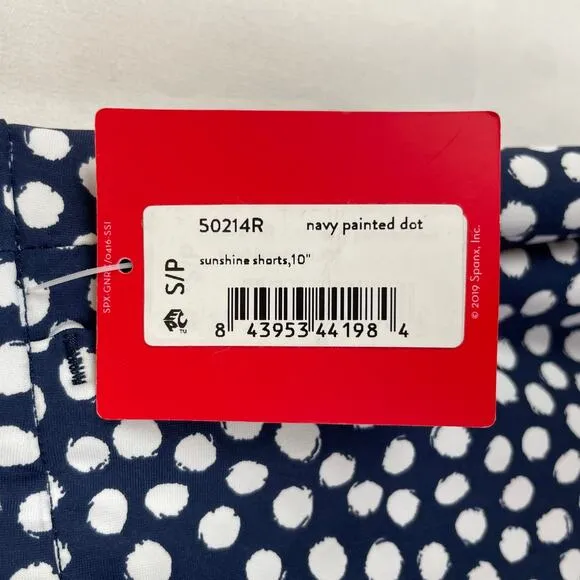 50214R navy painted dot
sunshine shorts,10"
S/P
8 43953 44198 4
© 2019 Spanx, Inc.